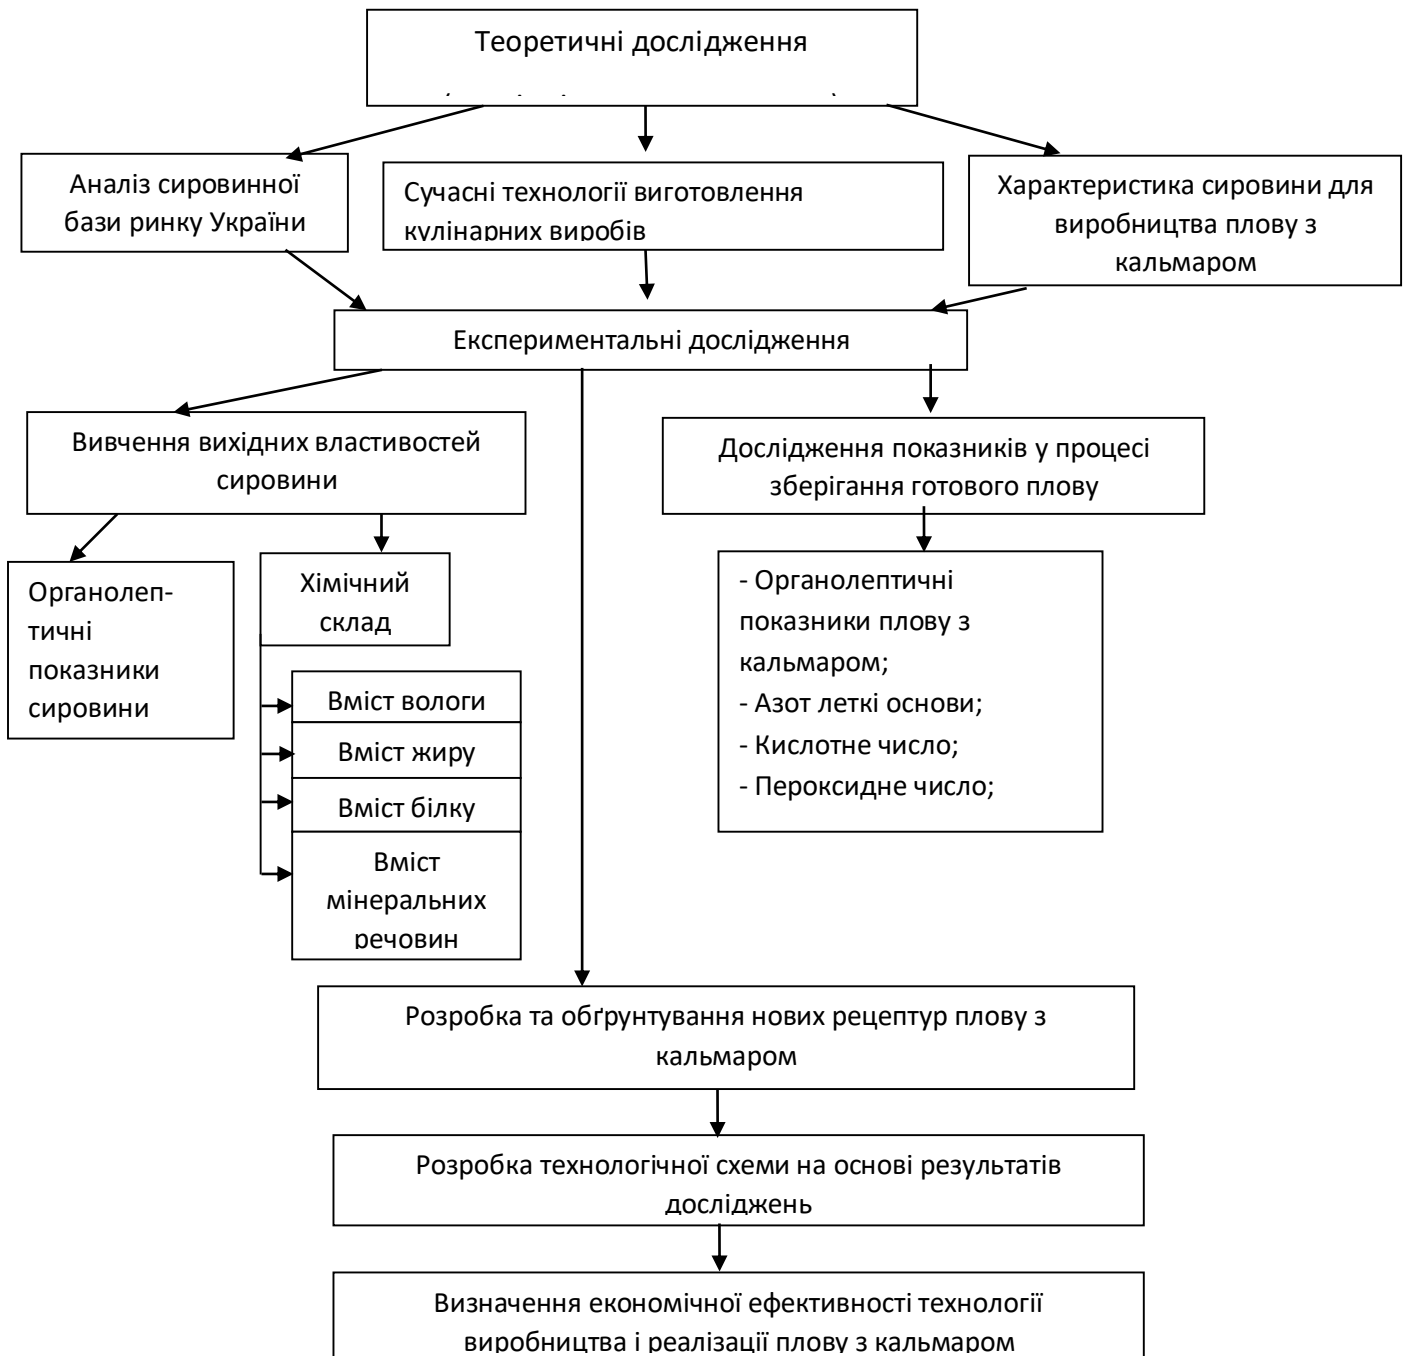 Теоретичні дослідження
Аналіз сировинної
бази ринку України
Сучасні технології виготовлення
кулінарних виробів
Характеристика сировини для
виробництва плову з
кальмаром
Експериментальні дослідження
Вивчення вихідних властивостей
сировини
Дослідження показників у процесі
зберігання готового плову
Органолеп-
тичні
показники
сировини
Хімічний
склад
Вміст вологи
Вміст жиру
Вміст білку
Вміст
мінеральних
речовин
- Органолептичні
показники плову з
кальмаром;
- Азот леткі основи;
- Кислотне число;
- Пероксидне число;
Розробка та обґрунтування нових рецептур плову з
кальмаром
Розробка технологічної схеми на основі результатів
досліджень
Визначення економічної ефективності технології
виробництва і реалізації плову з кальмаром